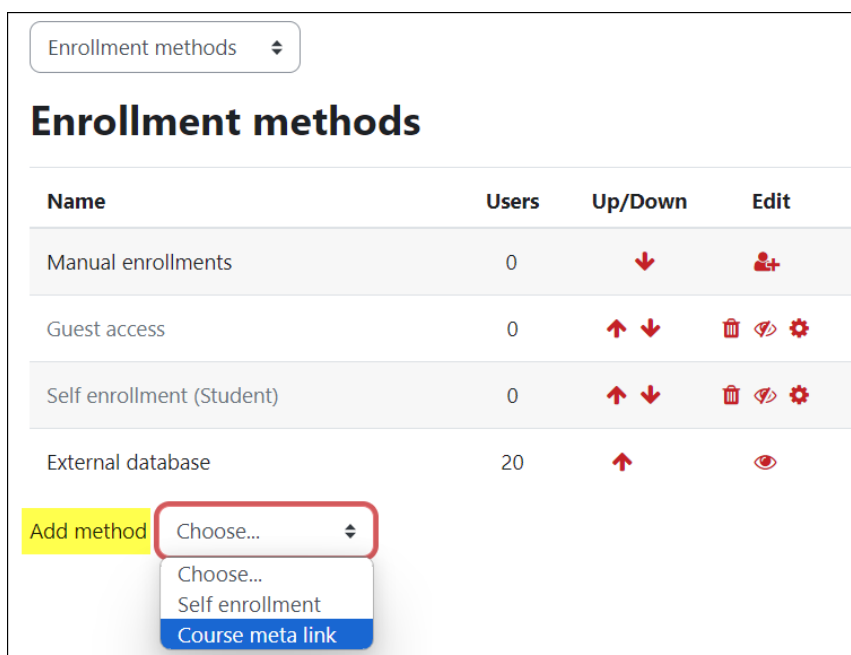 Enrollment methods
Enrollment methods
Name Users Up/Down Edit
Manual enrollments 0
Guest access 0
Self enrollment (Student) 0
External database 20
Add method Choose...
Choose...
Self enrollment
Course meta link